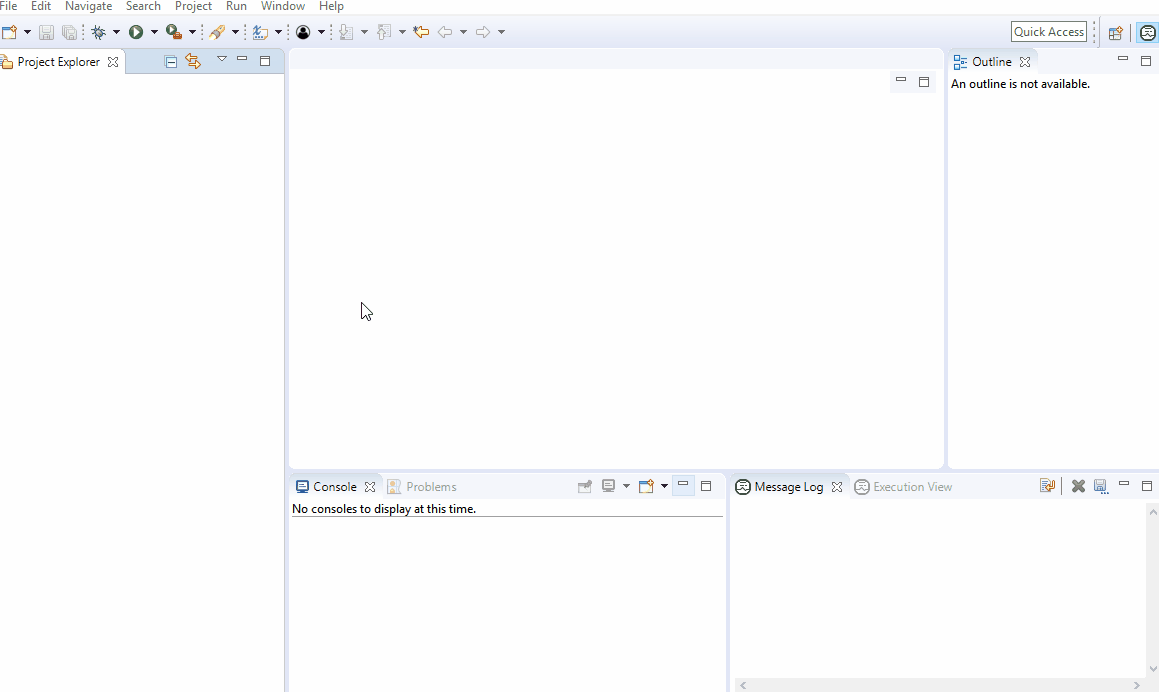 File Edit Navigate Search Project Run Window Help
Quick Access
Project Explorer
Outline
An outline is not available.
Console Problems
No consoles to display at this time.
Message Log Execution View